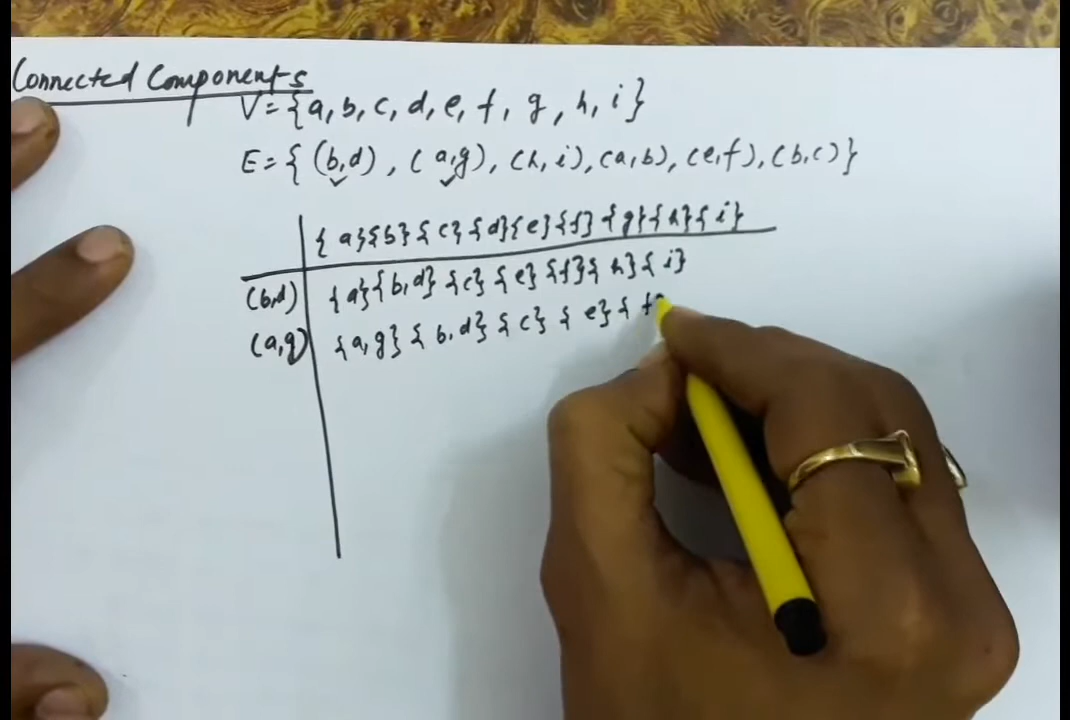 Connected Components
V={a, b, c, d, e, f, g, h, i}
E={(b,d), (a,g), (h,i), (a,b), (e,f), (b,c)}
{a}{b}{c}{d}{e}{f}{g}{h}{i}
(b,d) {a}{b,d}{c}{e}{f}{h}{i}
(a,g) {a,g}{b,d}{c}{e}{f